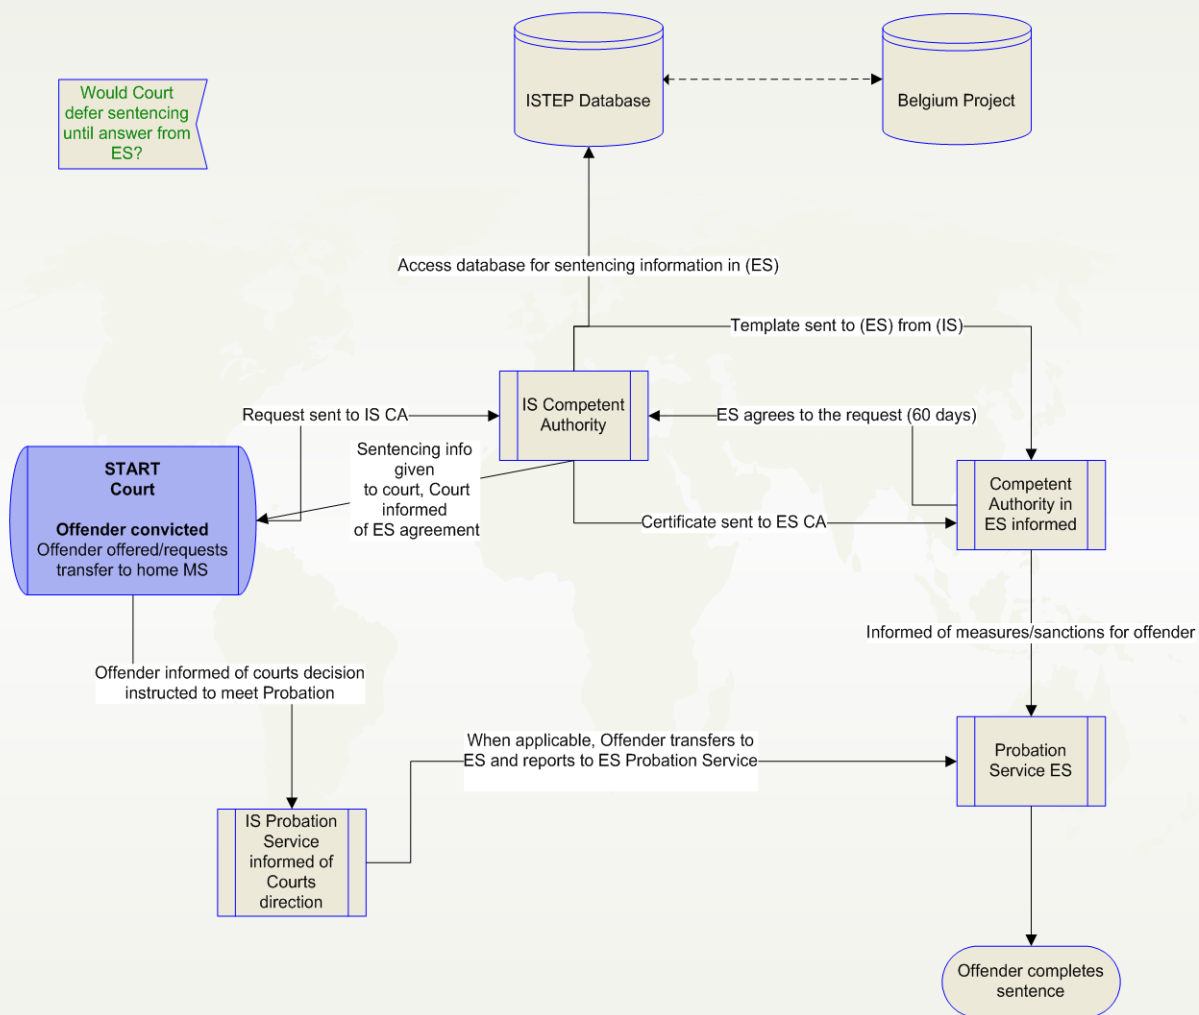 Would Court
defer sentencing
until answer from
ES?
ISTEP Database
Belgium Project
Access database for sentencing information in (ES)
Template sent to (ES) from (IS)
IS Competent
Authority
Request sent to IS CA
ES agrees to the request (60 days)
Sentencing info
given
to court, Court
informed
of ES agreement
START
Court
Offender convicted
Offender offered/requests
transfer to home MS
Competent
Authority in
ES informed
Certificate sent to ES CA
Informed of measures/sanctions for offender
Offender informed of courts decision
instructed to meet Probation
When applicable, Offender transfers to
ES and reports to ES Probation Service
Probation
Service ES
IS Probation
Service
informed of
Courts
direction
Offender completes
sentence